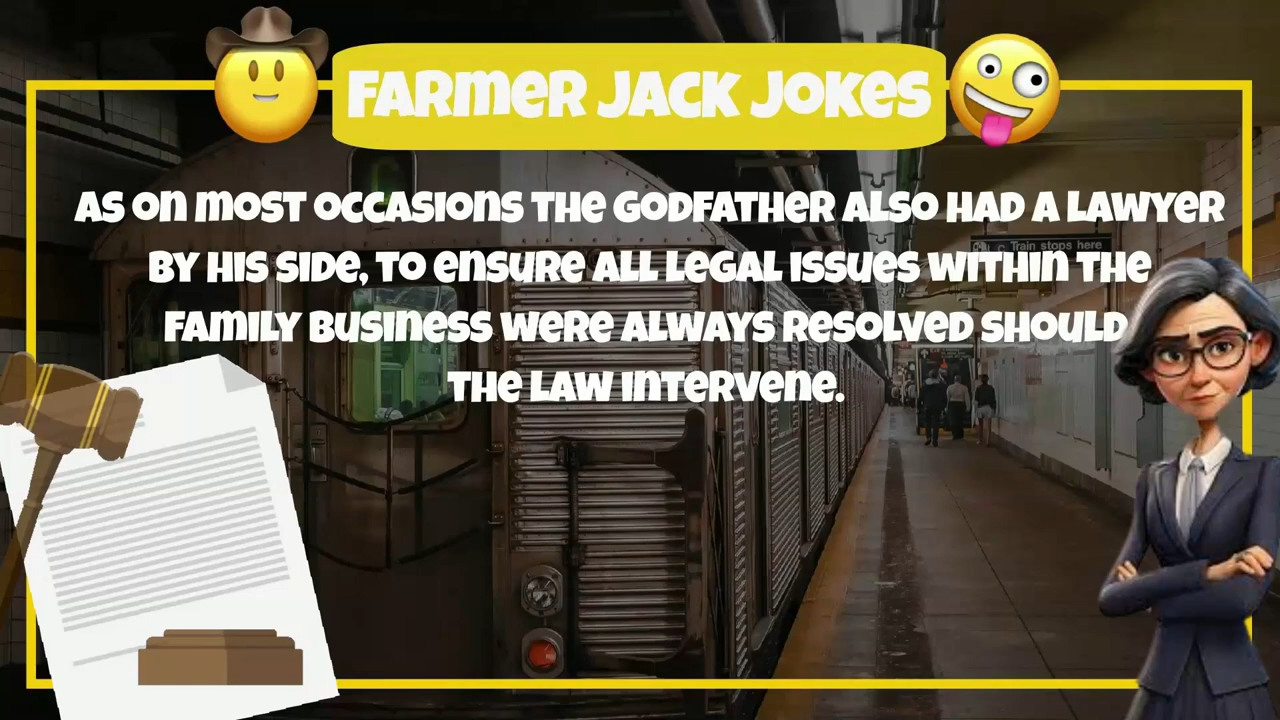 FARMER JACK JOKES
AS ON MOST OCCASIONS THE GODFATHER ALSO HAD A LAWYER
BY HIS SIDE, TO ENSURE ALL LEGAL ISSUES WITHIN THE
FAMILY BUSINESS WERE ALWAYS RESOLVED SHOULD
THE LAW INTERVENE.
C Train stops here